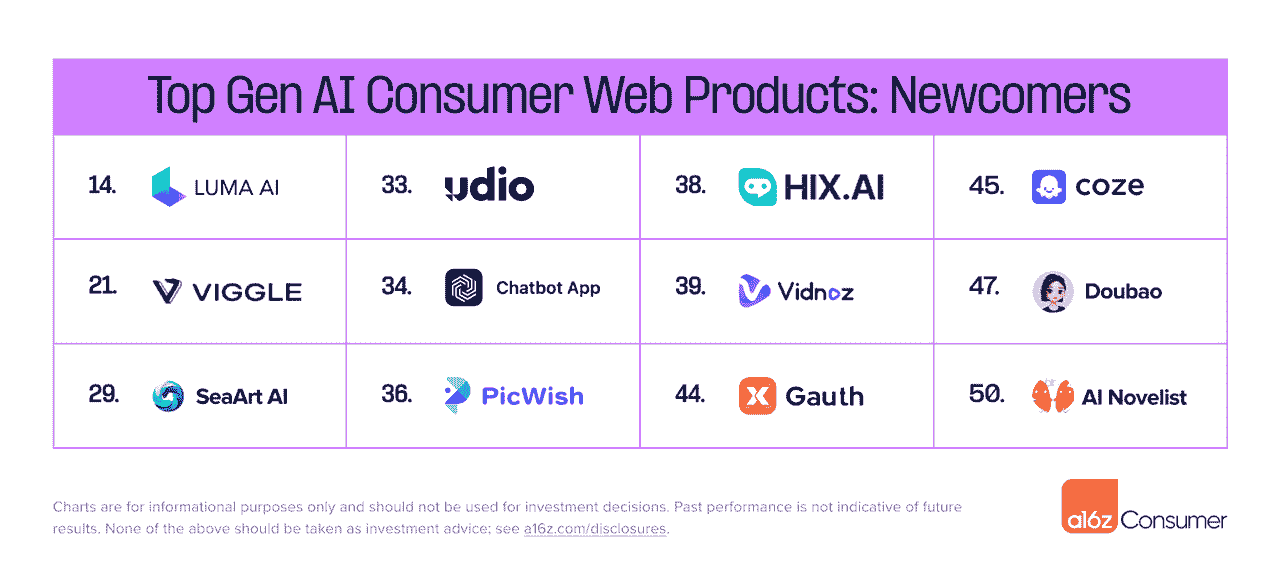 Top Gen AI Consumer Web Products: Newcomers
14. LUMA AI
33. udio
38. HIX.AI
45. coze
21. VIGGLE
34. Chatbot App
39. Vidnoz
47. Doubao
29. SeaArt AI
36. PicWish
44. Gauth
50. AI Novelist
Charts are for informational purposes only and should not be used for investment decisions. Past performance is not indicative of future
results. None of the above should be taken as investment advice; see a16z.com/disclosures.
a16z Consumer